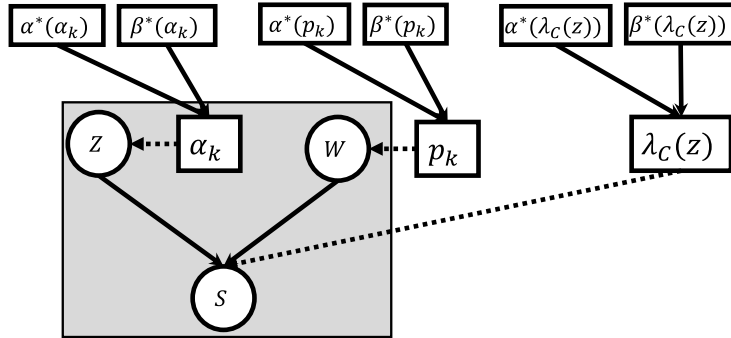 α*(α_k) β*(α_k) α*(p_k) β*(p_k) α*(λ_C(z)) β*(λ_C(z))
Z α_k W p_k λ_C(z)
S